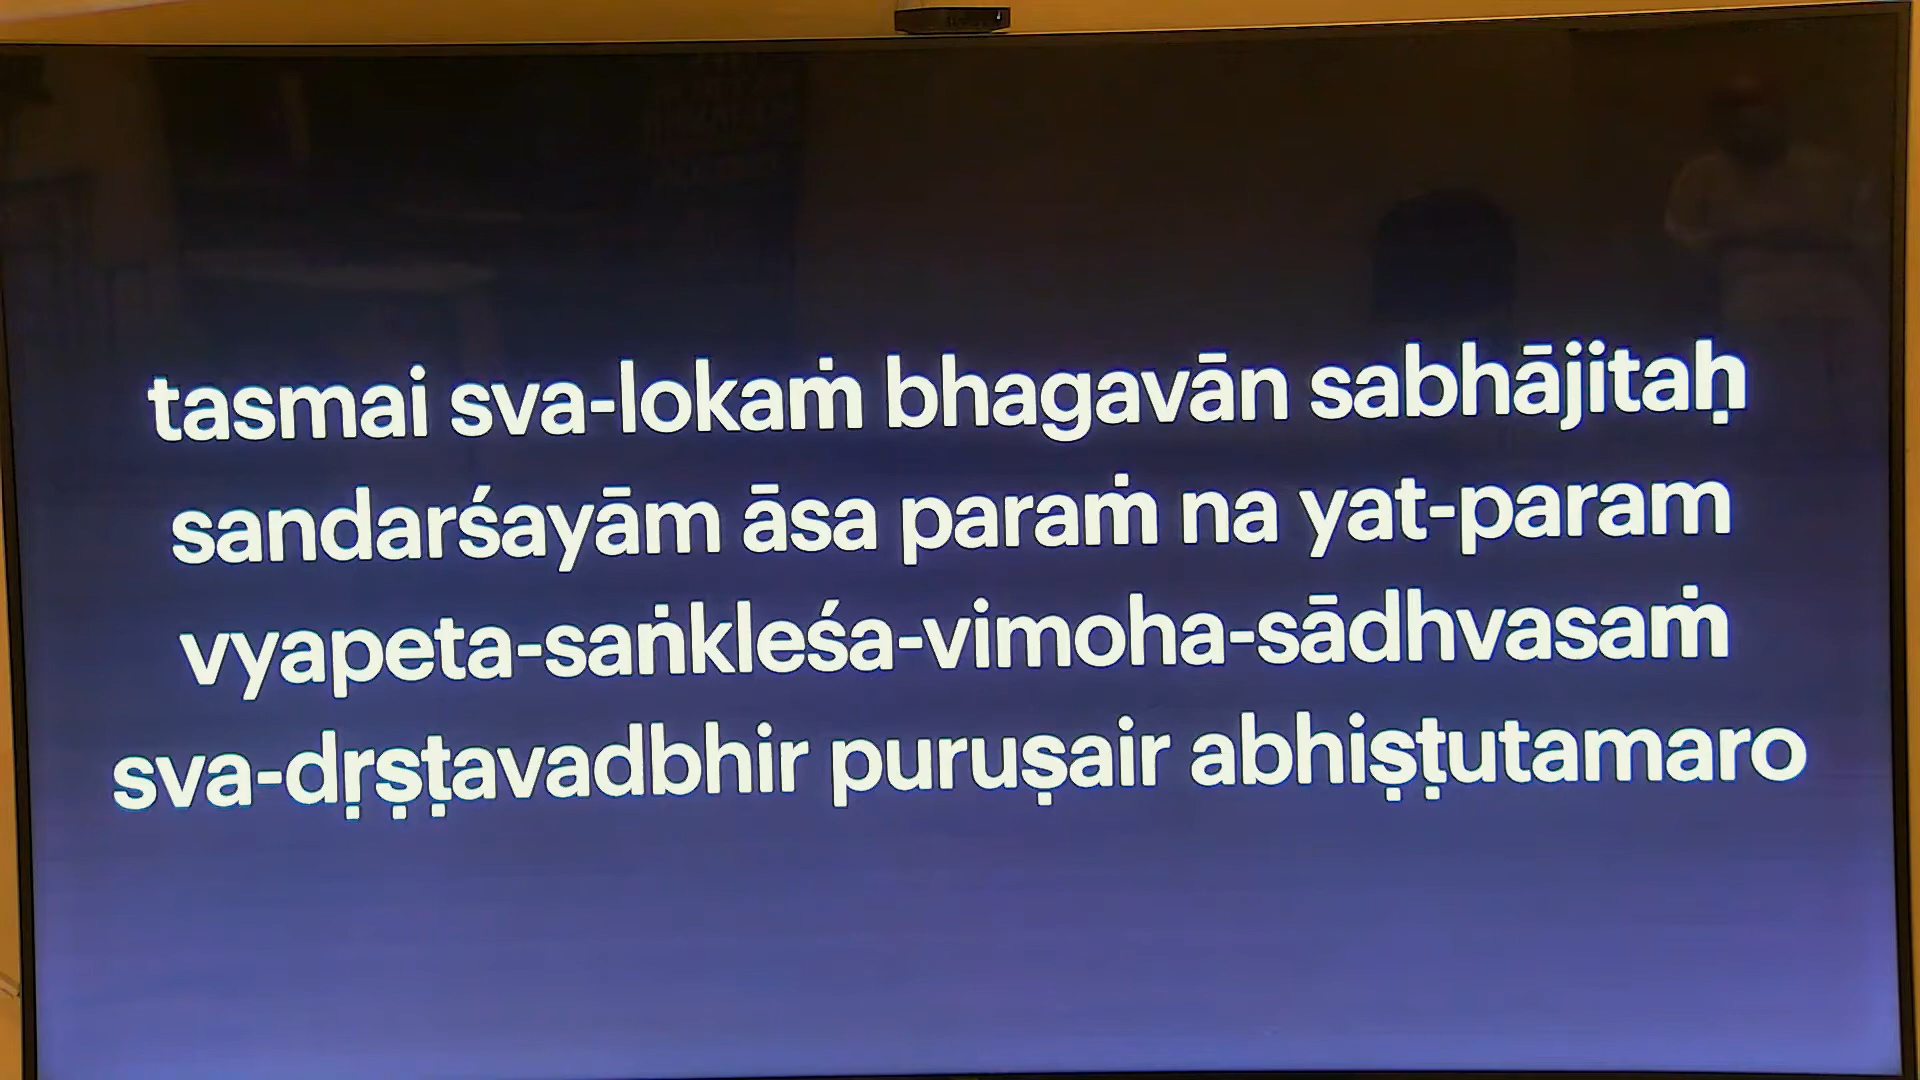 tasmai sva-lokaṁ bhagavān sabhājitaḥ
sandarśayām āsa paraṁ na yat-param
vyapeta-saṅkleśa-vimoha-sādhvasaṁ
sva-dṛṣṭavadbhir puruṣair abhiṣṭutamaro